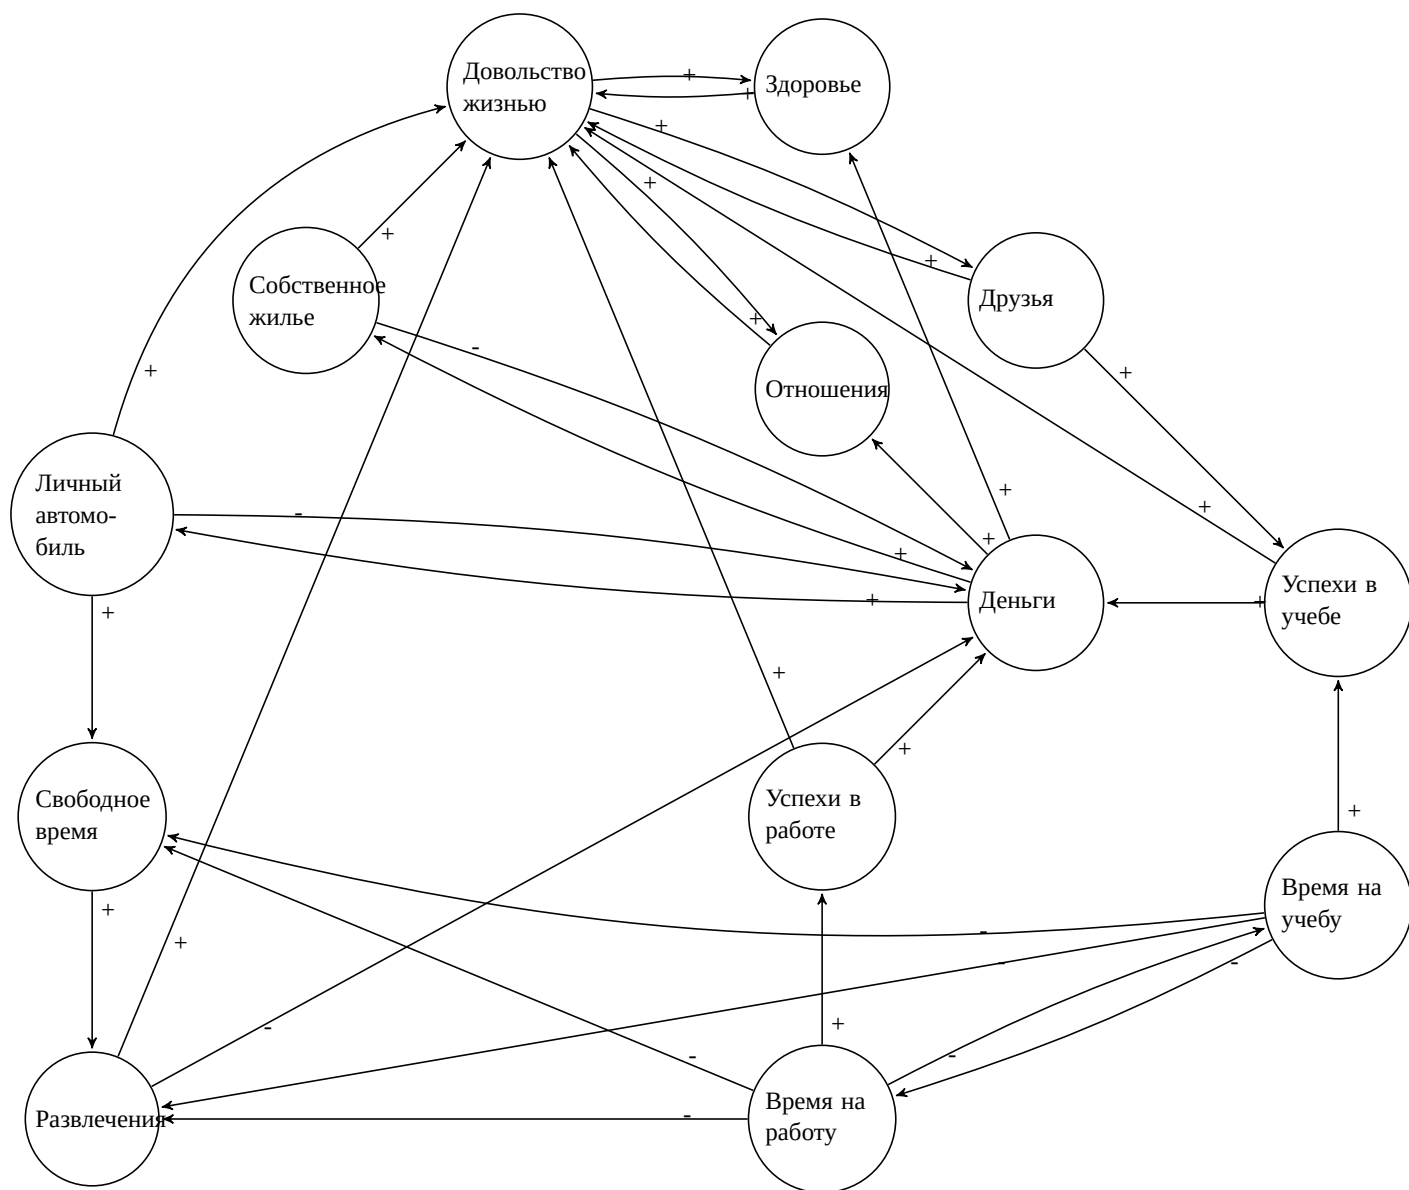 Довольство
жизнью
+
Здоровье
+
+
+
+
Собственное
жилье
+
Друзья
+
-
Отношения
+
+
+
Личный
автомо-
биль
-
+
+
+
+
+
Деньги
+
Успехи в
учебе
+
+
+
Свободное
время
Успехи в
работе
+
+
+
Время на
учебу
+
-
-
-
-
+
-
-
Развлечения
-
Время на
работу